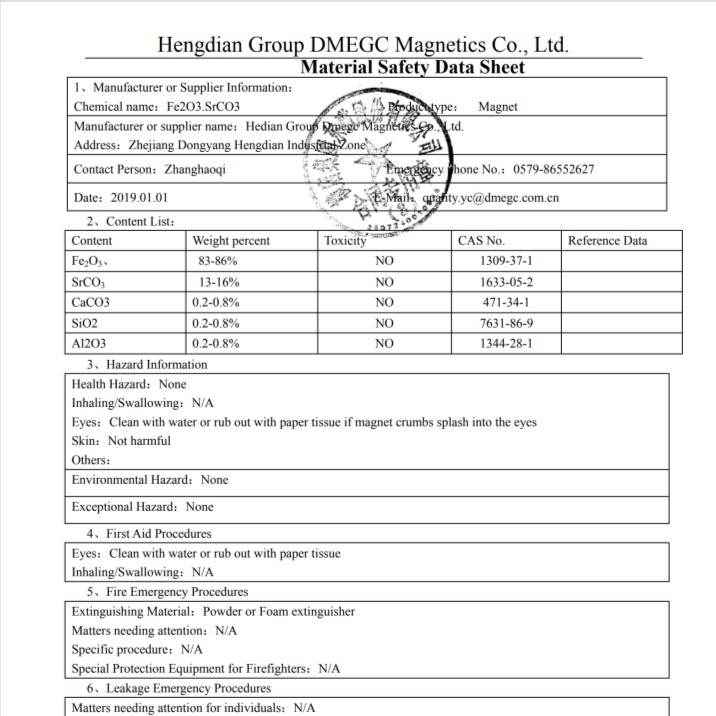 Hengdian Group DMEGC Magnetics Co., Ltd.
Material Safety Data Sheet
1、Manufacturer or Supplier Information：
Chemical name：Fe2O3.SrCO3 Product type： Magnet
Manufacturer or supplier name：Hedian Group Dmegc Magnetics Co., Ltd.
Address：Zhejiang Dongyang Hengdian Industrial Zone
Contact Person：Zhanghaoqi Emergency Phone No.：0579-86552627
Date：2019.01.01 E-Mail：quality.yc@dmegc.com.cn
2、Content List：
Content Weight percent Toxicity CAS No. Reference Data
Fe₂O₃、 83-86% NO 1309-37-1
SrCO₃ 13-16% NO 1633-05-2
CaCO3 0.2-0.8% NO 471-34-1
SiO2 0.2-0.8% NO 7631-86-9
Al2O3 0.2-0.8% NO 1344-28-1
3、Hazard Information
Health Hazard：None
Inhaling/Swallowing：N/A
Eyes：Clean with water or rub out with paper tissue if magnet crumbs splash into the eyes
Skin：Not harmful
Others：
Environmental Hazard：None
Exceptional Hazard：None
4、First Aid Procedures
Eyes：Clean with water or rub out with paper tissue
Inhaling/Swallowing：N/A
5、Fire Emergency Procedures
Extinguishing Material：Powder or Foam extinguisher
Matters needing attention：N/A
Specific procedure：N/A
Special Protection Equipment for Firefighters：N/A
6、Leakage Emergency Procedures
Matters needing attention for individuals：N/A